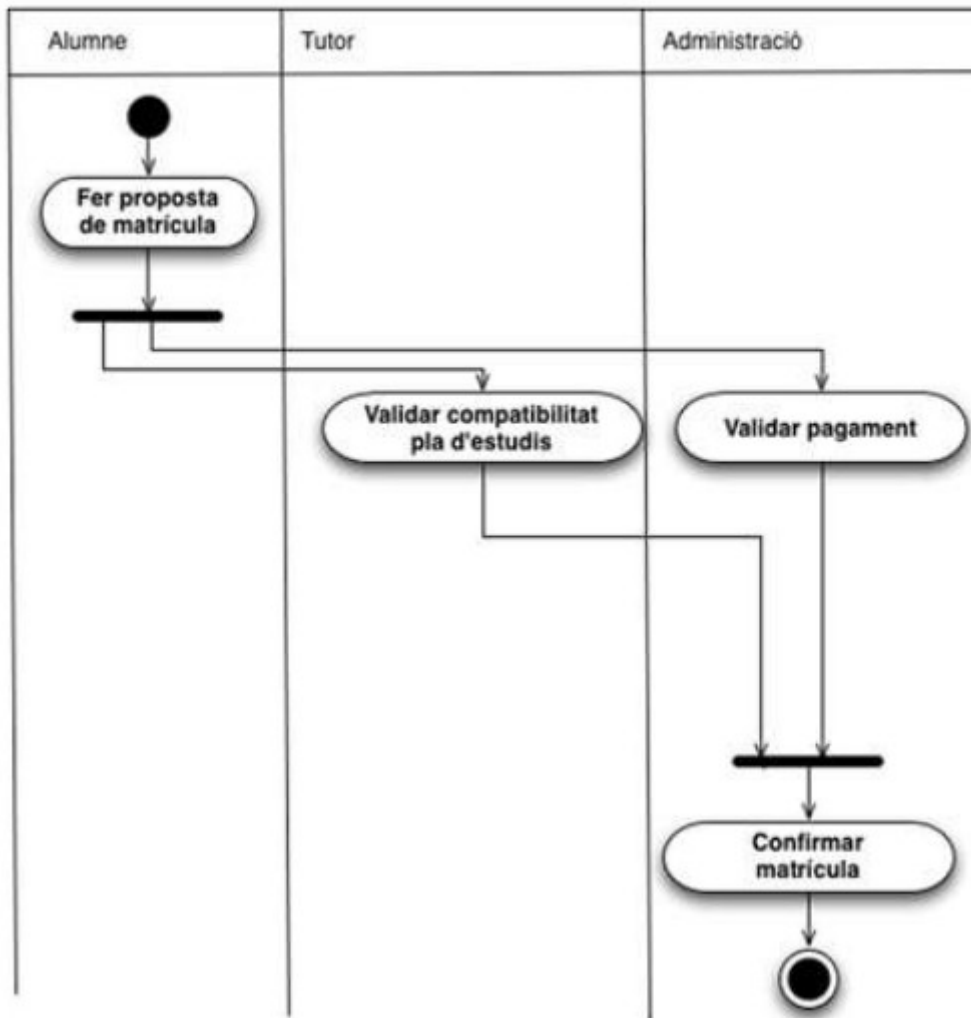 Alumne
Tutor
Administració
Fer proposta
de matrícula
Validar compatibilitat
pla d'estudis
Validar pagament
Confirmar
matrícula